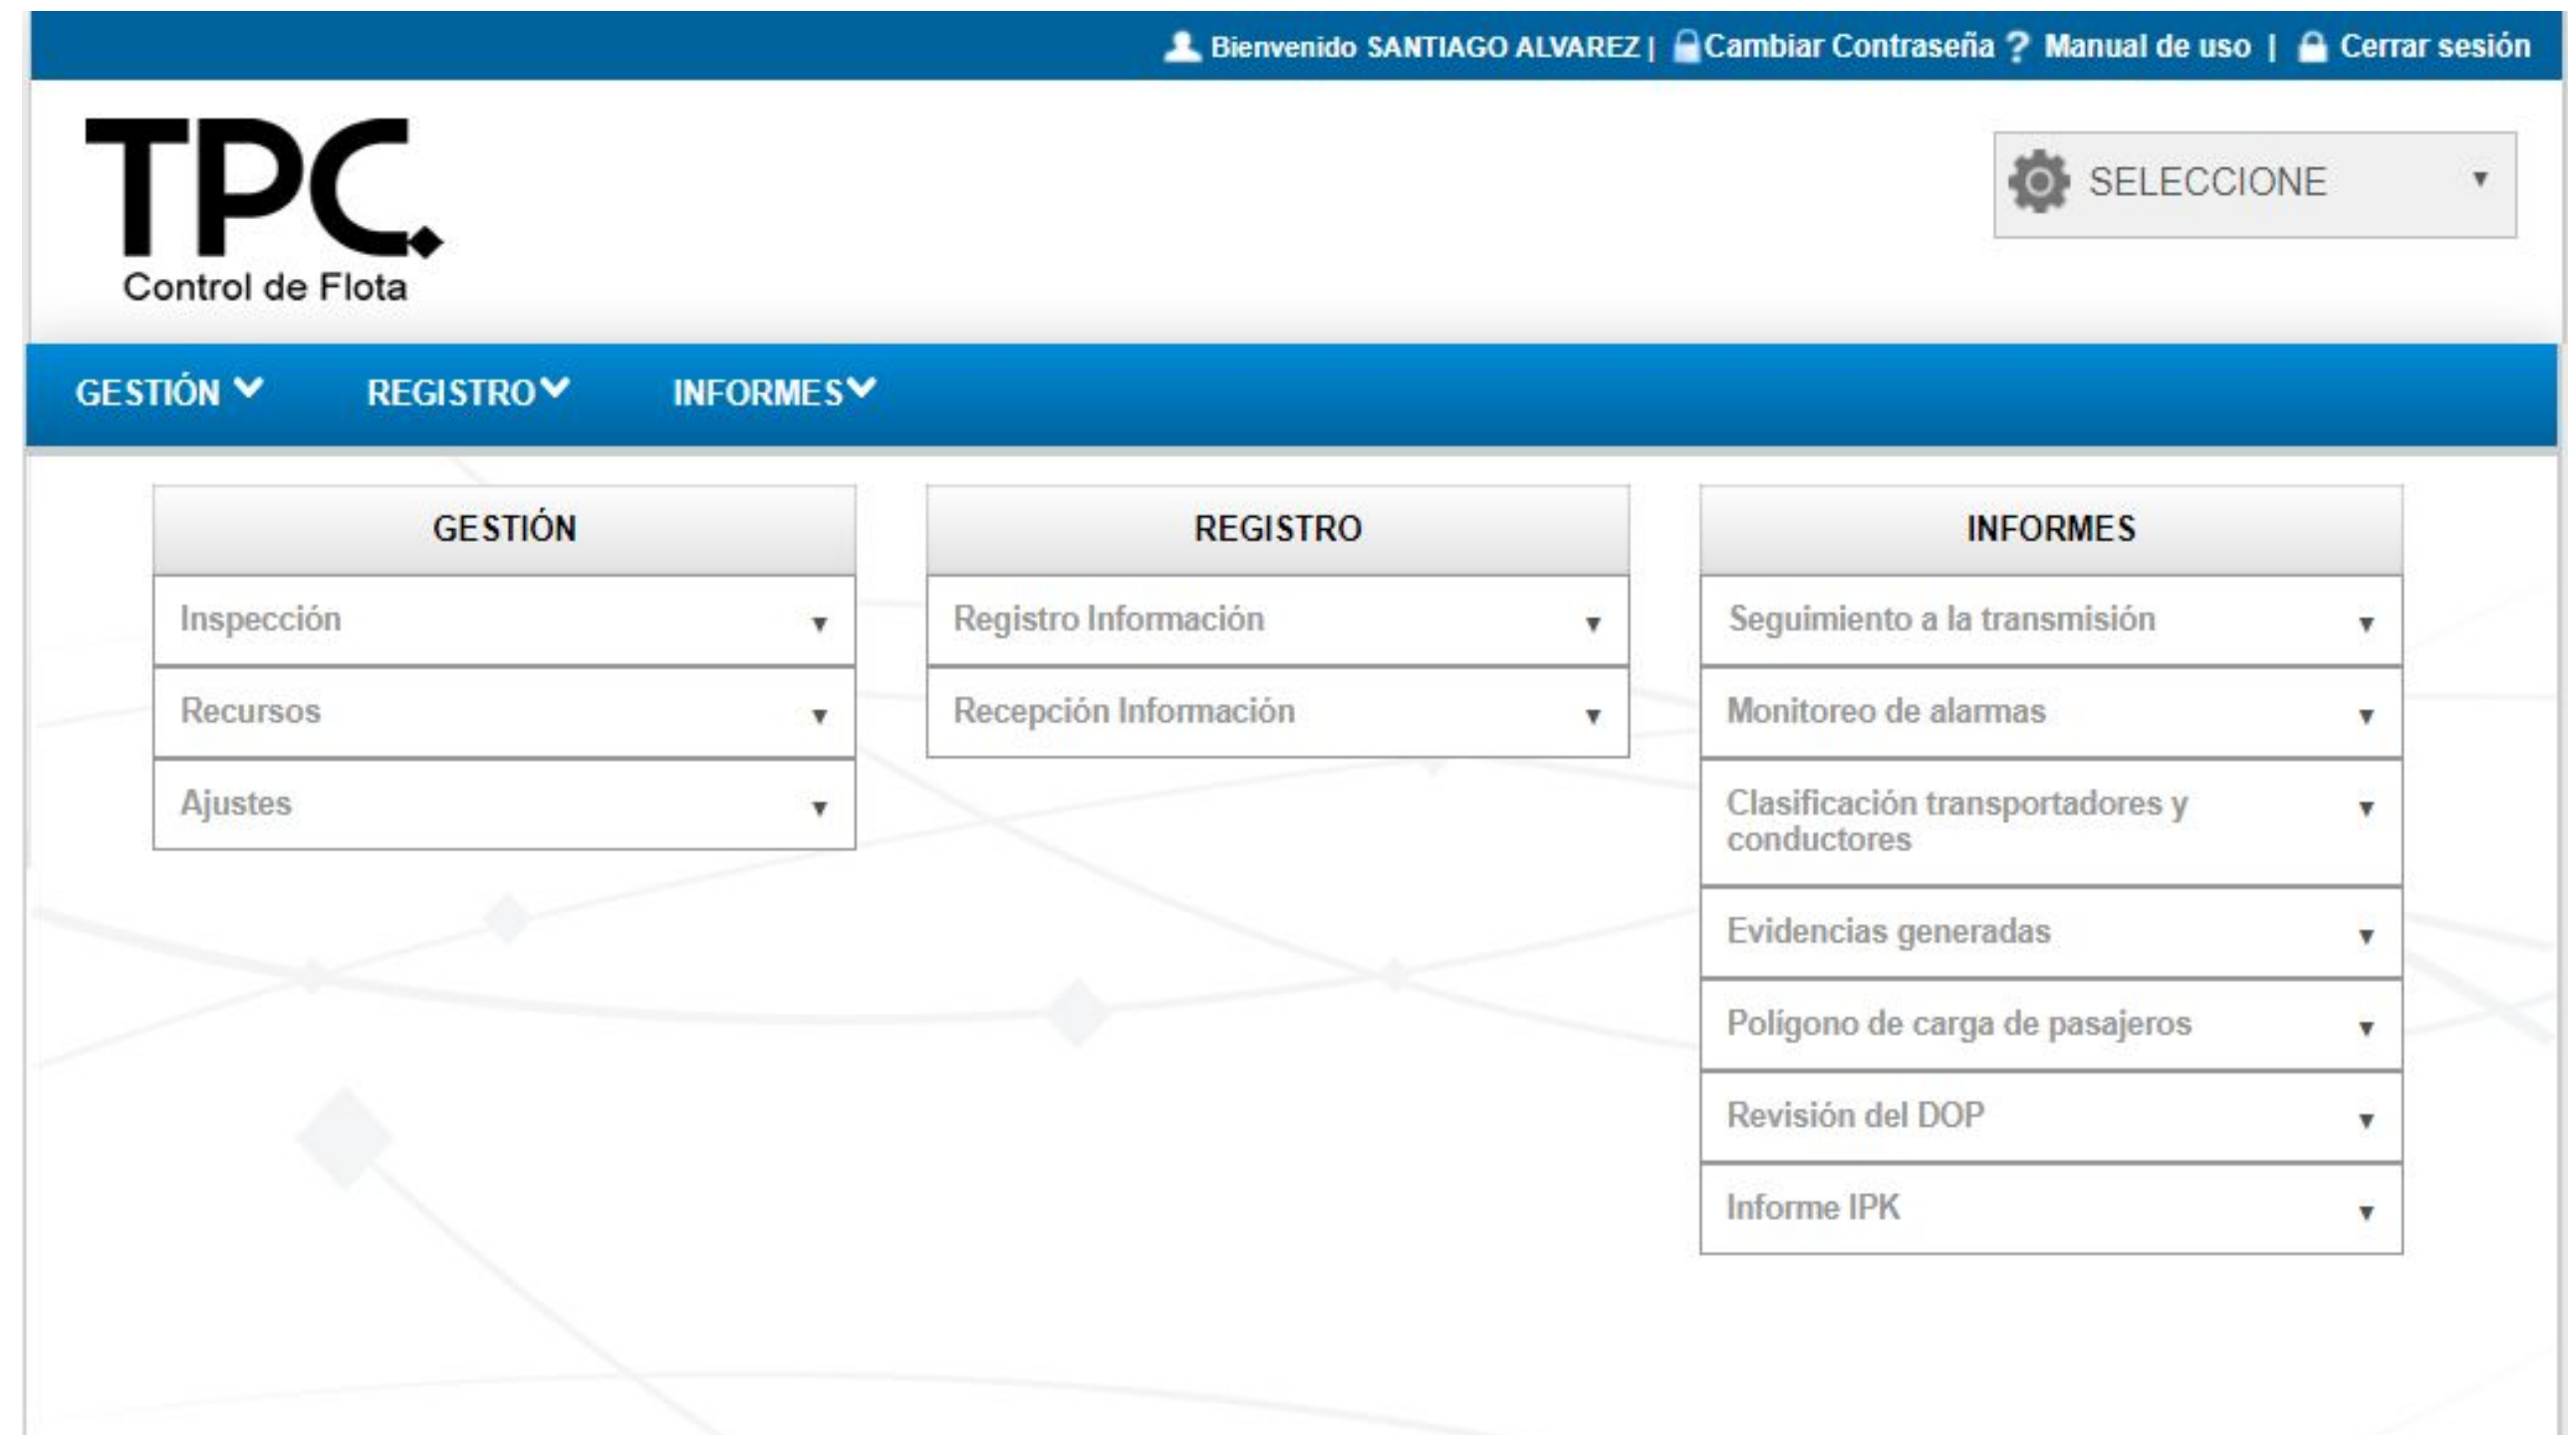 Bienvenido SANTIAGO ALVAREZ | Cambiar Contraseña ? Manual de uso | Cerrar sesión
TPC
Control de Flota
SELECCIONE
GESTIÓN REGISTRO INFORMES
GESTIÓN
Inspección
Recursos
Ajustes
REGISTRO
Registro Información
Recepción Información
INFORMES
Seguimiento a la transmisión
Monitoreo de alarmas
Clasificación transportadores y
conductores
Evidencias generadas
Polígono de carga de pasajeros
Revisión del DOP
Informe IPK